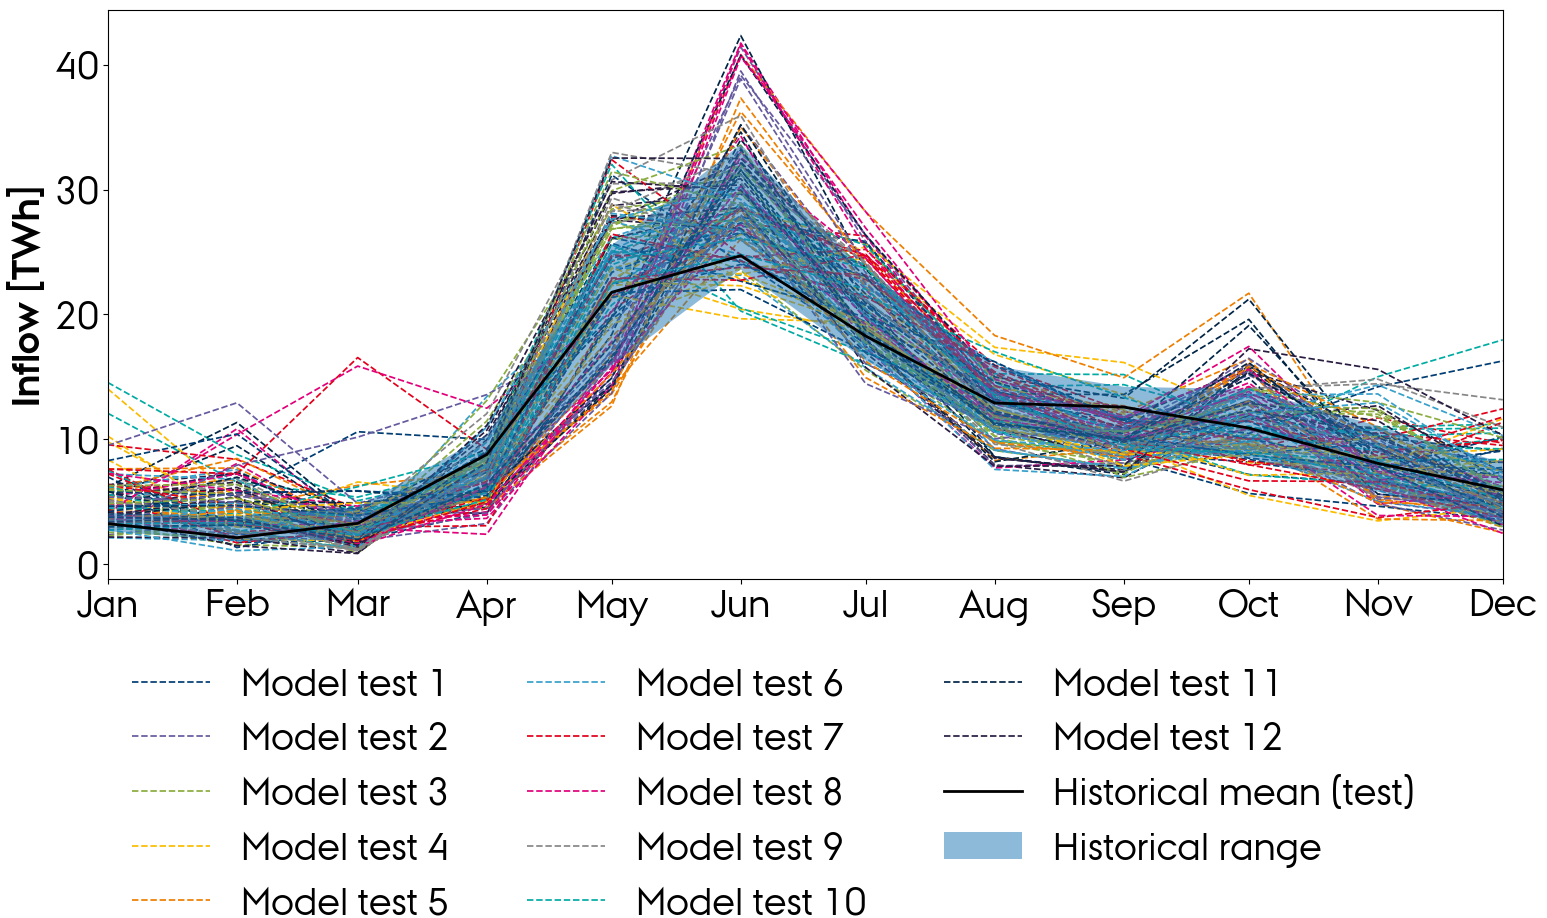 Inflow [TWh]
40
30
20
10
0
Jan Feb Mar Apr May Jun Jul Aug Sep Oct Nov Dec
Model test 1
Model test 2
Model test 3
Model test 4
Model test 5
Model test 6
Model test 7
Model test 8
Model test 9
Model test 10
Model test 11
Model test 12
Historical mean (test)
Historical range